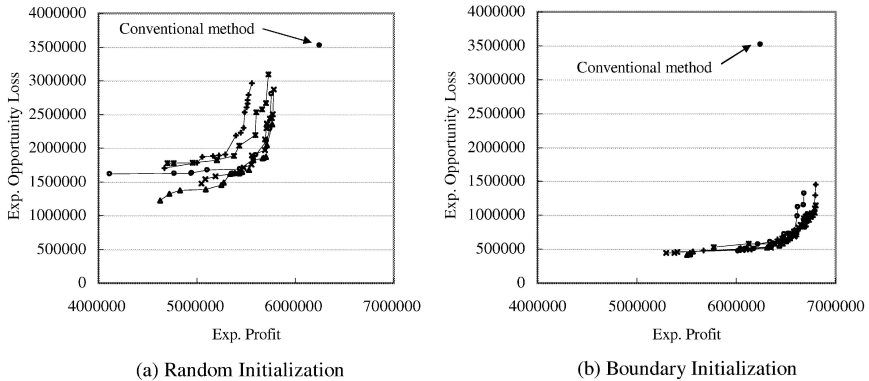 4000000
3500000
3000000
2500000
2000000
1500000
1000000
500000
0
Exp. Opportunity Loss
Conventional method
4000000 5000000 6000000 7000000
Exp. Profit
(a) Random Initialization
4000000
3500000
3000000
2500000
2000000
1500000
1000000
500000
0
Exp. Opportunity Loss
Conventional method
4000000 5000000 6000000 7000000
Exp. Profit
(b) Boundary Initialization